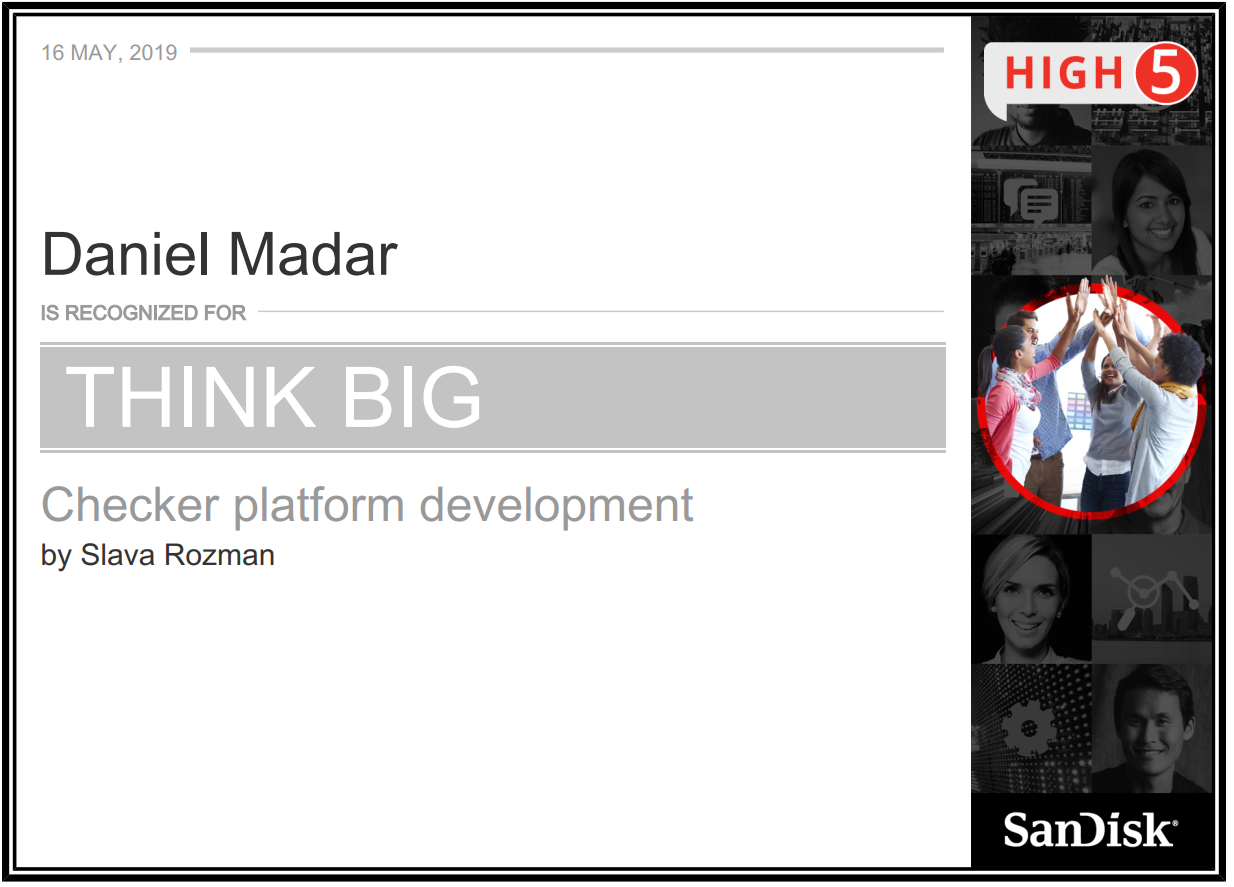 16 MAY, 2019
HIGH 5
Daniel Madar
IS RECOGNIZED FOR
THINK BIG
Checker platform development
by Slava Rozman
SanDisk®